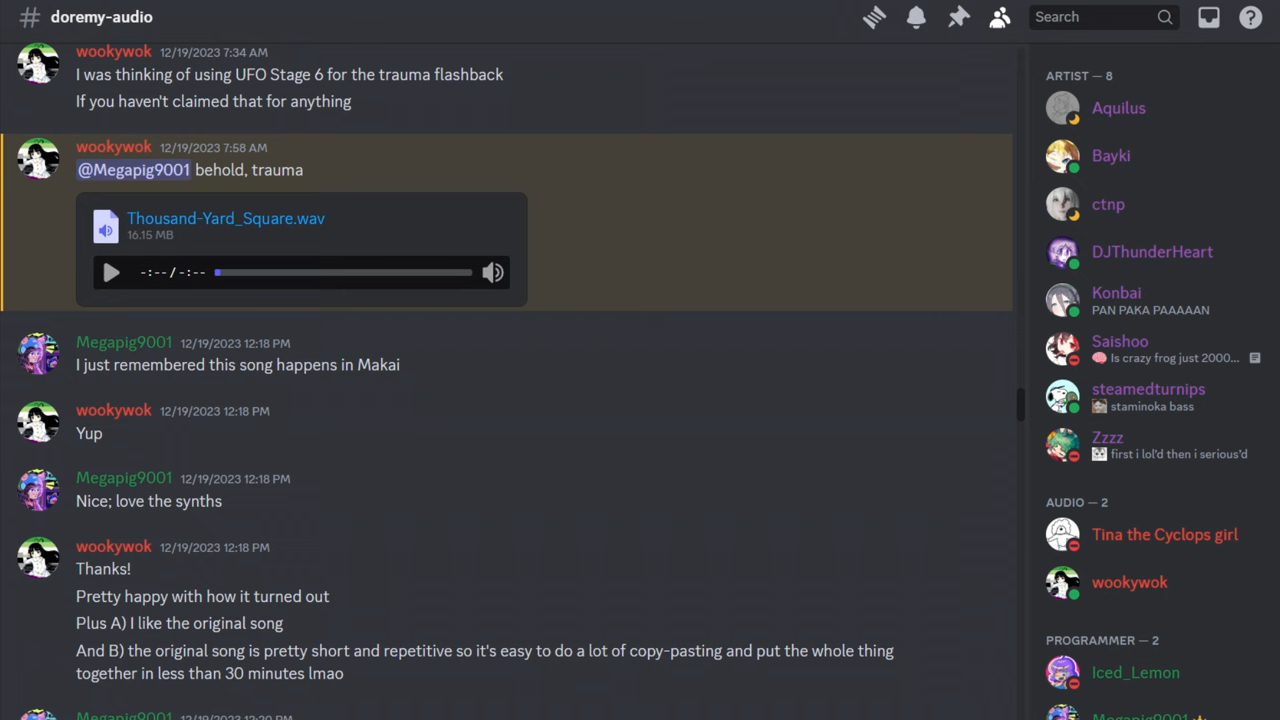 doremy-audio
Search
wookywok 12/19/2023 7:34 AM
I was thinking of using UFO Stage 6 for the trauma flashback
If you haven't claimed that for anything
wookywok 12/19/2023 7:58 AM
@Megapig9001 behold, trauma
Thousand-Yard_Square.wav
16.15 MB
-:-- / -:--
Megapig9001 12/19/2023 12:18 PM
I just remembered this song happens in Makai
wookywok 12/19/2023 12:18 PM
Yup
Megapig9001 12/19/2023 12:18 PM
Nice; love the synths
wookywok 12/19/2023 12:18 PM
Thanks!
Pretty happy with how it turned out
Plus A) I like the original song
And B) the original song is pretty short and repetitive so it's easy to do a lot of copy-pasting and put the whole thing
together in less than 30 minutes lmao
Megapig9001 12/19/2023 12:20 PM
ARTIST — 8
Aquilus
Bayki
ctnp
DJThunderHeart
Konbai
PAN PAKA PAAAAAN
Saishoo
Is crazy frog just 2000...
steamedturnips
staminoka bass
Zzzz
first i lol'd then i serious'd
AUDIO — 2
Tina the Cyclops girl
wookywok
PROGRAMMER — 2
Iced_Lemon
Megapig9001